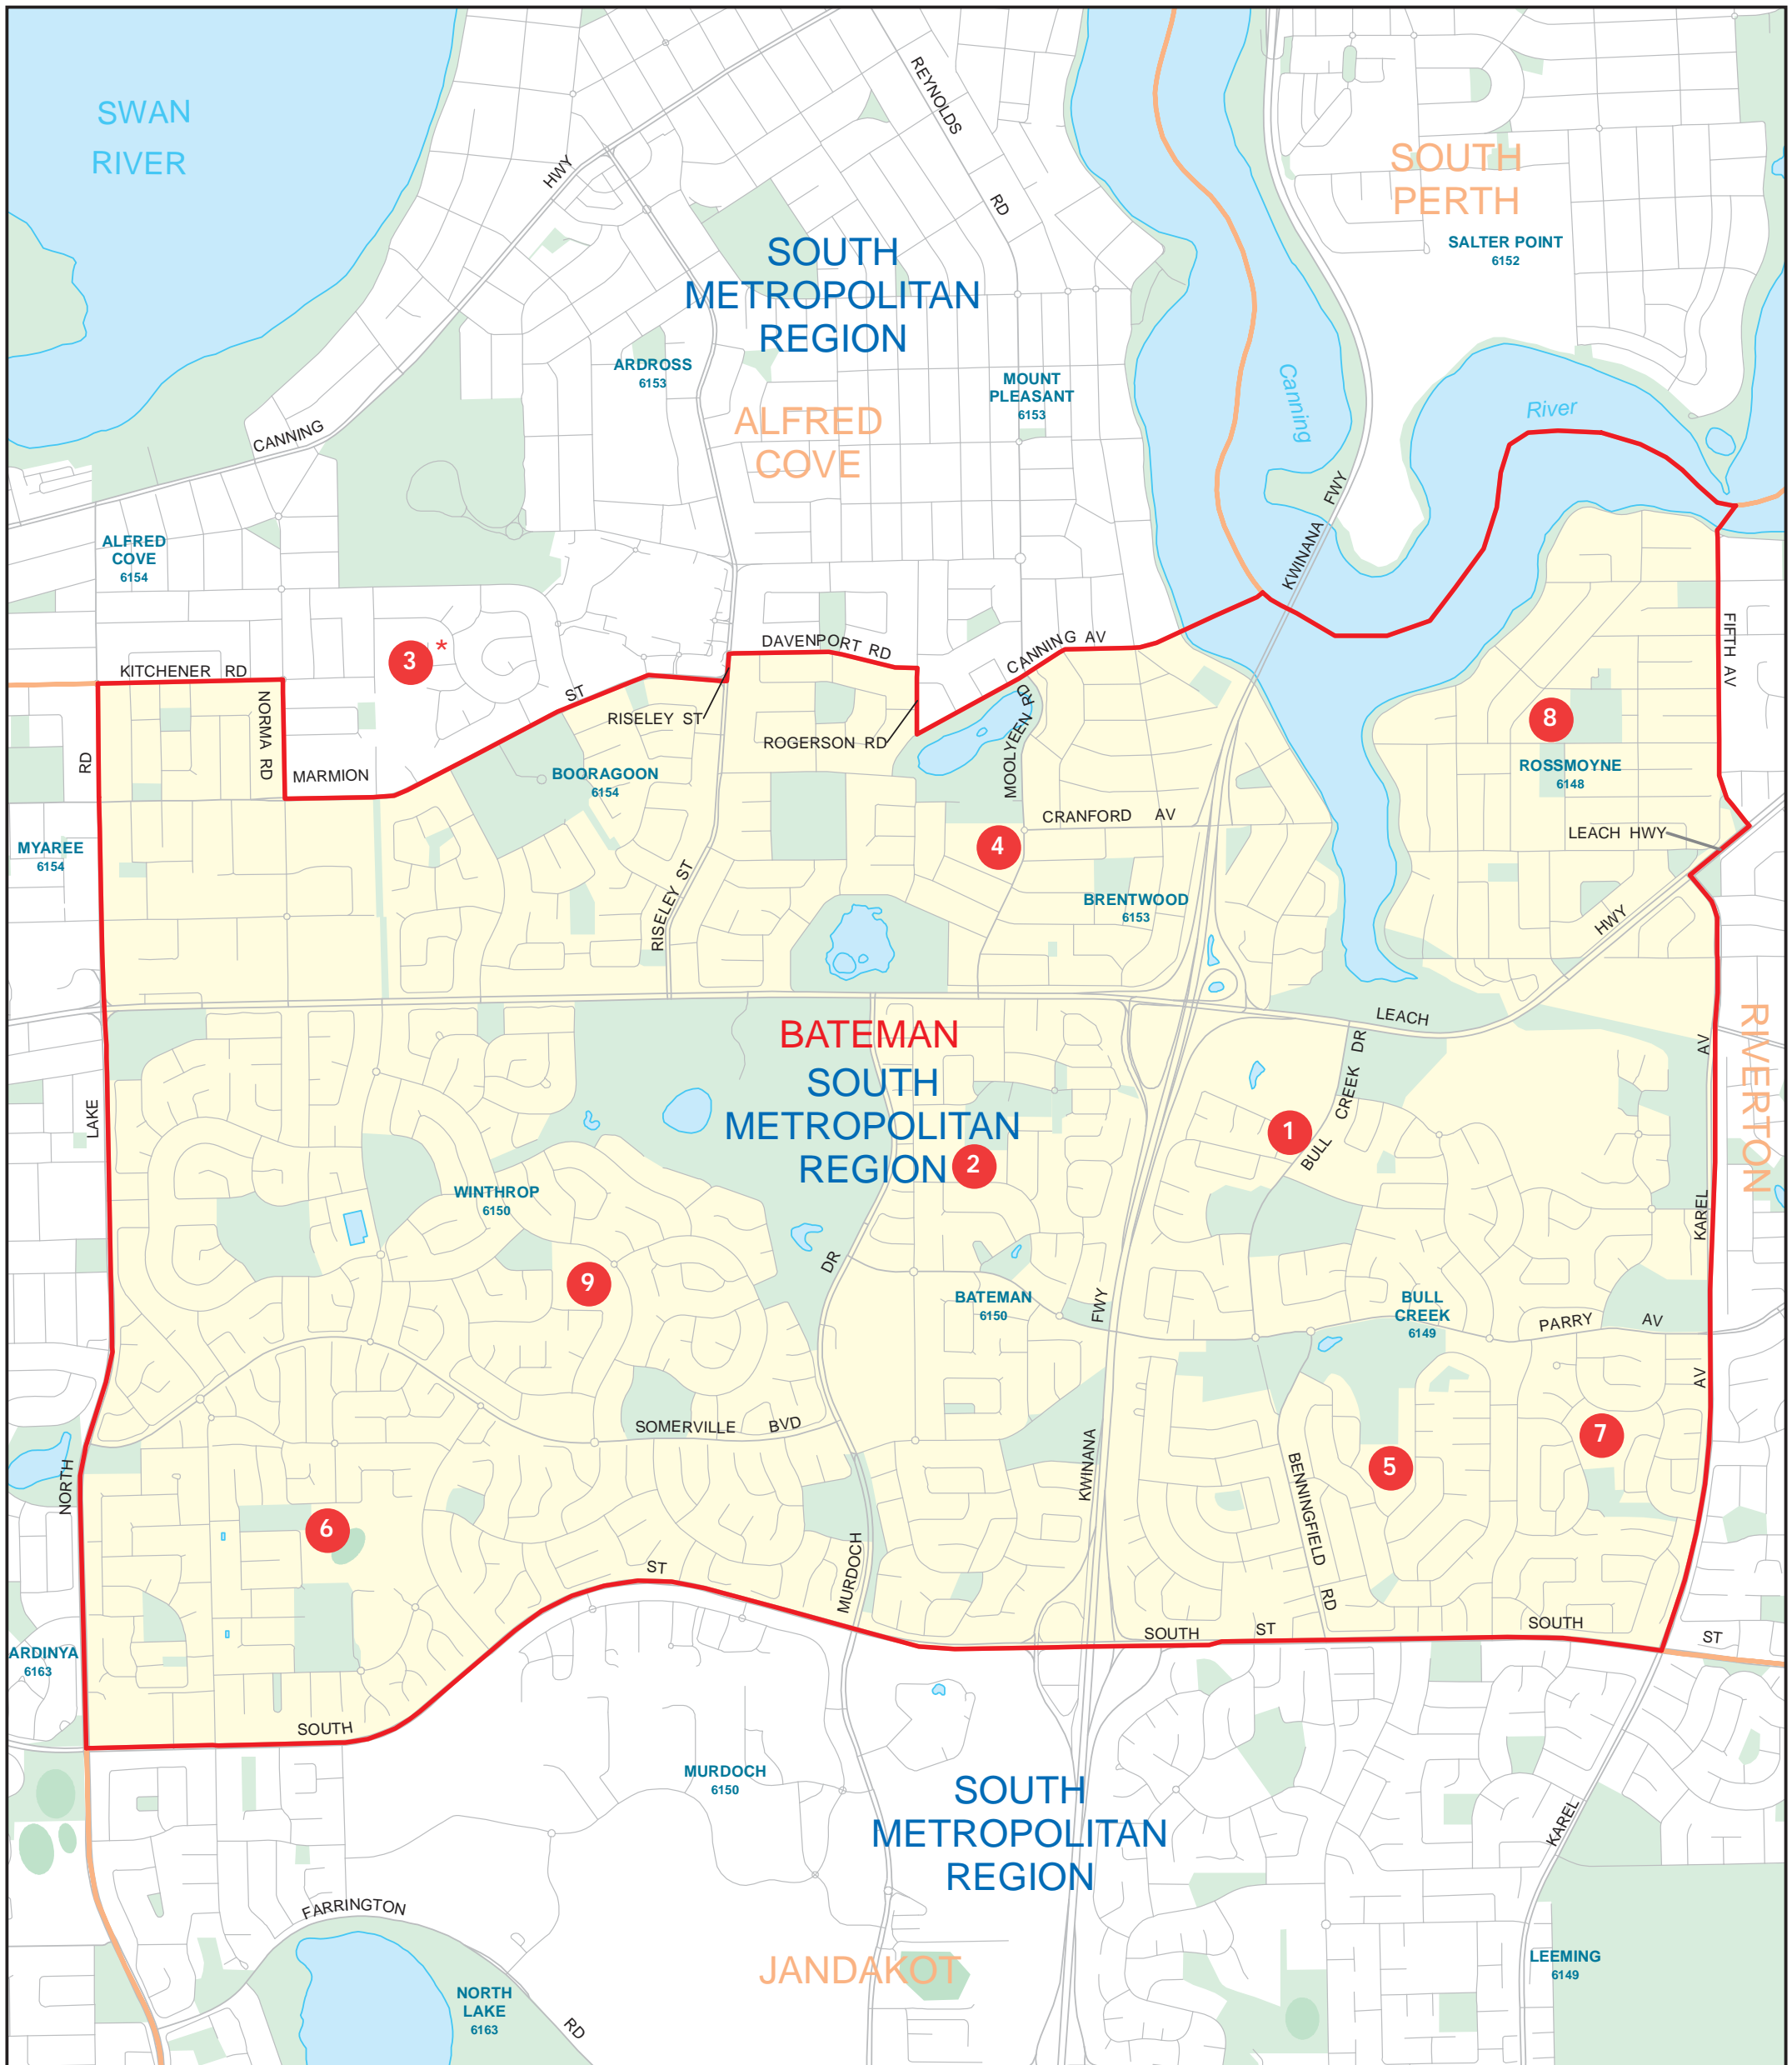 REYNOLDS
RD
SWAN
RIVER
HWY
SOUTH
PERTH
SALTER POINT
6152
SOUTH
METROPOLITAN
REGION
ARDROSS
6153
MOUNT
PLEASANT
6153
ALFRED
COVE
Canning
River
CANNING
KWINANA FWY
ALFRED
COVE
6154
FIFTH AV
KITCHENER RD
3 *
DAVENPORT RD
CANNING AV
NORMA RD
ST
RISELEY ST
ROGERSON RD
MOOLYEEN RD
8
RD
MARMION
BOORAGOON
6154
ROSSMOYNE
6148
MYAREE
6154
CRANFORD AV
4
LEACH HWY
RISELEY ST
BRENTWOOD
6153
HWY
LEACH
BATEMAN
SOUTH
METROPOLITAN
REGION
RIVERTON
AV
LAKE
BULL CREEK DR
1
2
WINTHROP
6150
KAREL
DR
9
BATEMAN
6150
FWY
BULL
CREEK
6149
PARRY AV
AV
SOMERVILLE BVD
7
5
NORTH
KWINANA
BENNINGFIELD RD
6
ST
MURDOCH
SOUTH ST
SOUTH
ST
ARDINYA
6163
SOUTH
MURDOCH
6150
SOUTH
METROPOLITAN
REGION
KAREL
FARRINGTON
RD
JANDAKOT
LEEMING
6149
NORTH
LAKE
6163